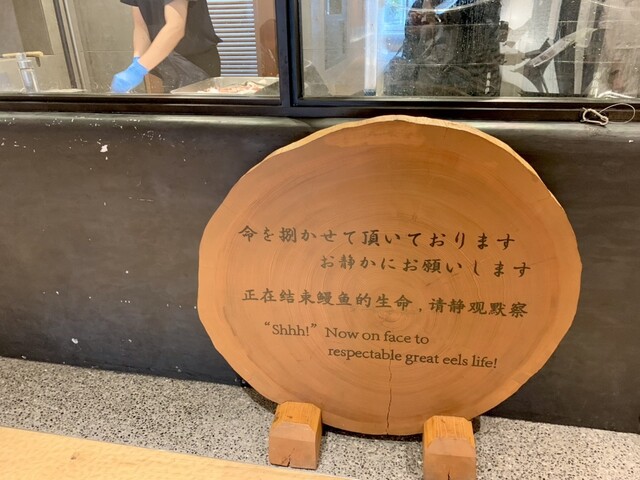 命を捌かせて頂いております
お静かにお願いします
正在结束鳗鱼的生命，请静观默察
“Shhh!” Now on face to
respectable great eels life!